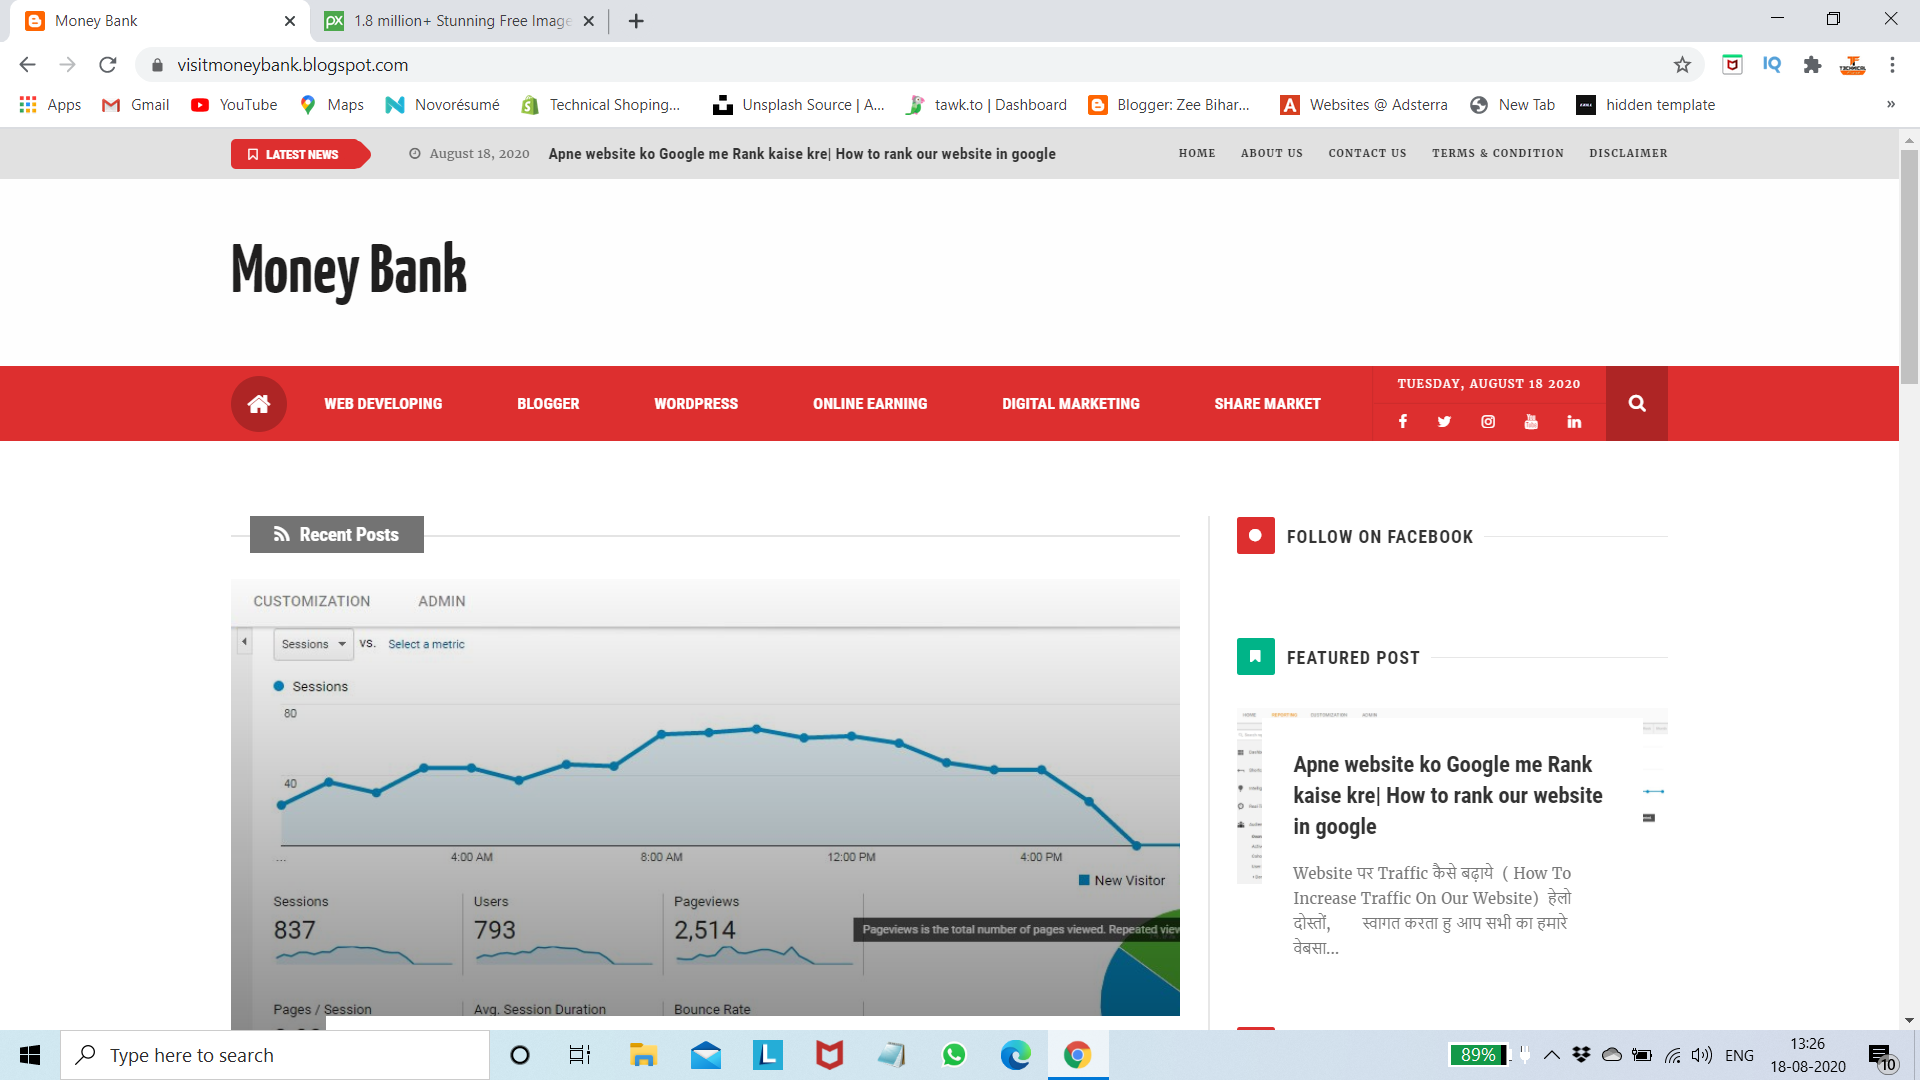 Money Bank
1.8 million+ Stunning Free Image
visitmoneybank.blogspot.com
Apps Gmail YouTube Maps Novorésumé Technical Shoping... Unsplash Source | A... tawk.to | Dashboard Blogger: Zee Bihar... Websites @ Adsterra New Tab hidden template »
LATEST NEWS August 18, 2020 Apne website ko Google me Rank kaise kre| How to rank our website in google HOME ABOUT US CONTACT US TERMS & CONDITION DISCLAIMER
Money Bank
TUESDAY, AUGUST 18 2020
WEB DEVELOPING BLOGGER WORDPRESS ONLINE EARNING DIGITAL MARKETING SHARE MARKET
Recent Posts
CUSTOMIZATION ADMIN
Sessions vs. Select a metric
Sessions
80
40
... 4:00 AM 8:00 AM 12:00 PM 4:00 PM
New Visitor
Sessions Users Pageviews
837 793 2,514
Pageviews is the total number of pages viewed. Repeated view
Pages / Session Avg. Session Duration Bounce Rate
FOLLOW ON FACEBOOK
FEATURED POST
HOME REPORTING CUSTOMIZATION ADMIN
Apne website ko Google me Rank
kaise kre| How to rank our website
in google
Website पर Traffic कैसे बढ़ाये ( How To
Increase Traffic On Our Website) हेलो
दोस्तों, स्वागत करता हु आप सभी का हमारे
वेबसा...
Type here to search
89%
ENG
13:26
18-08-2020
10